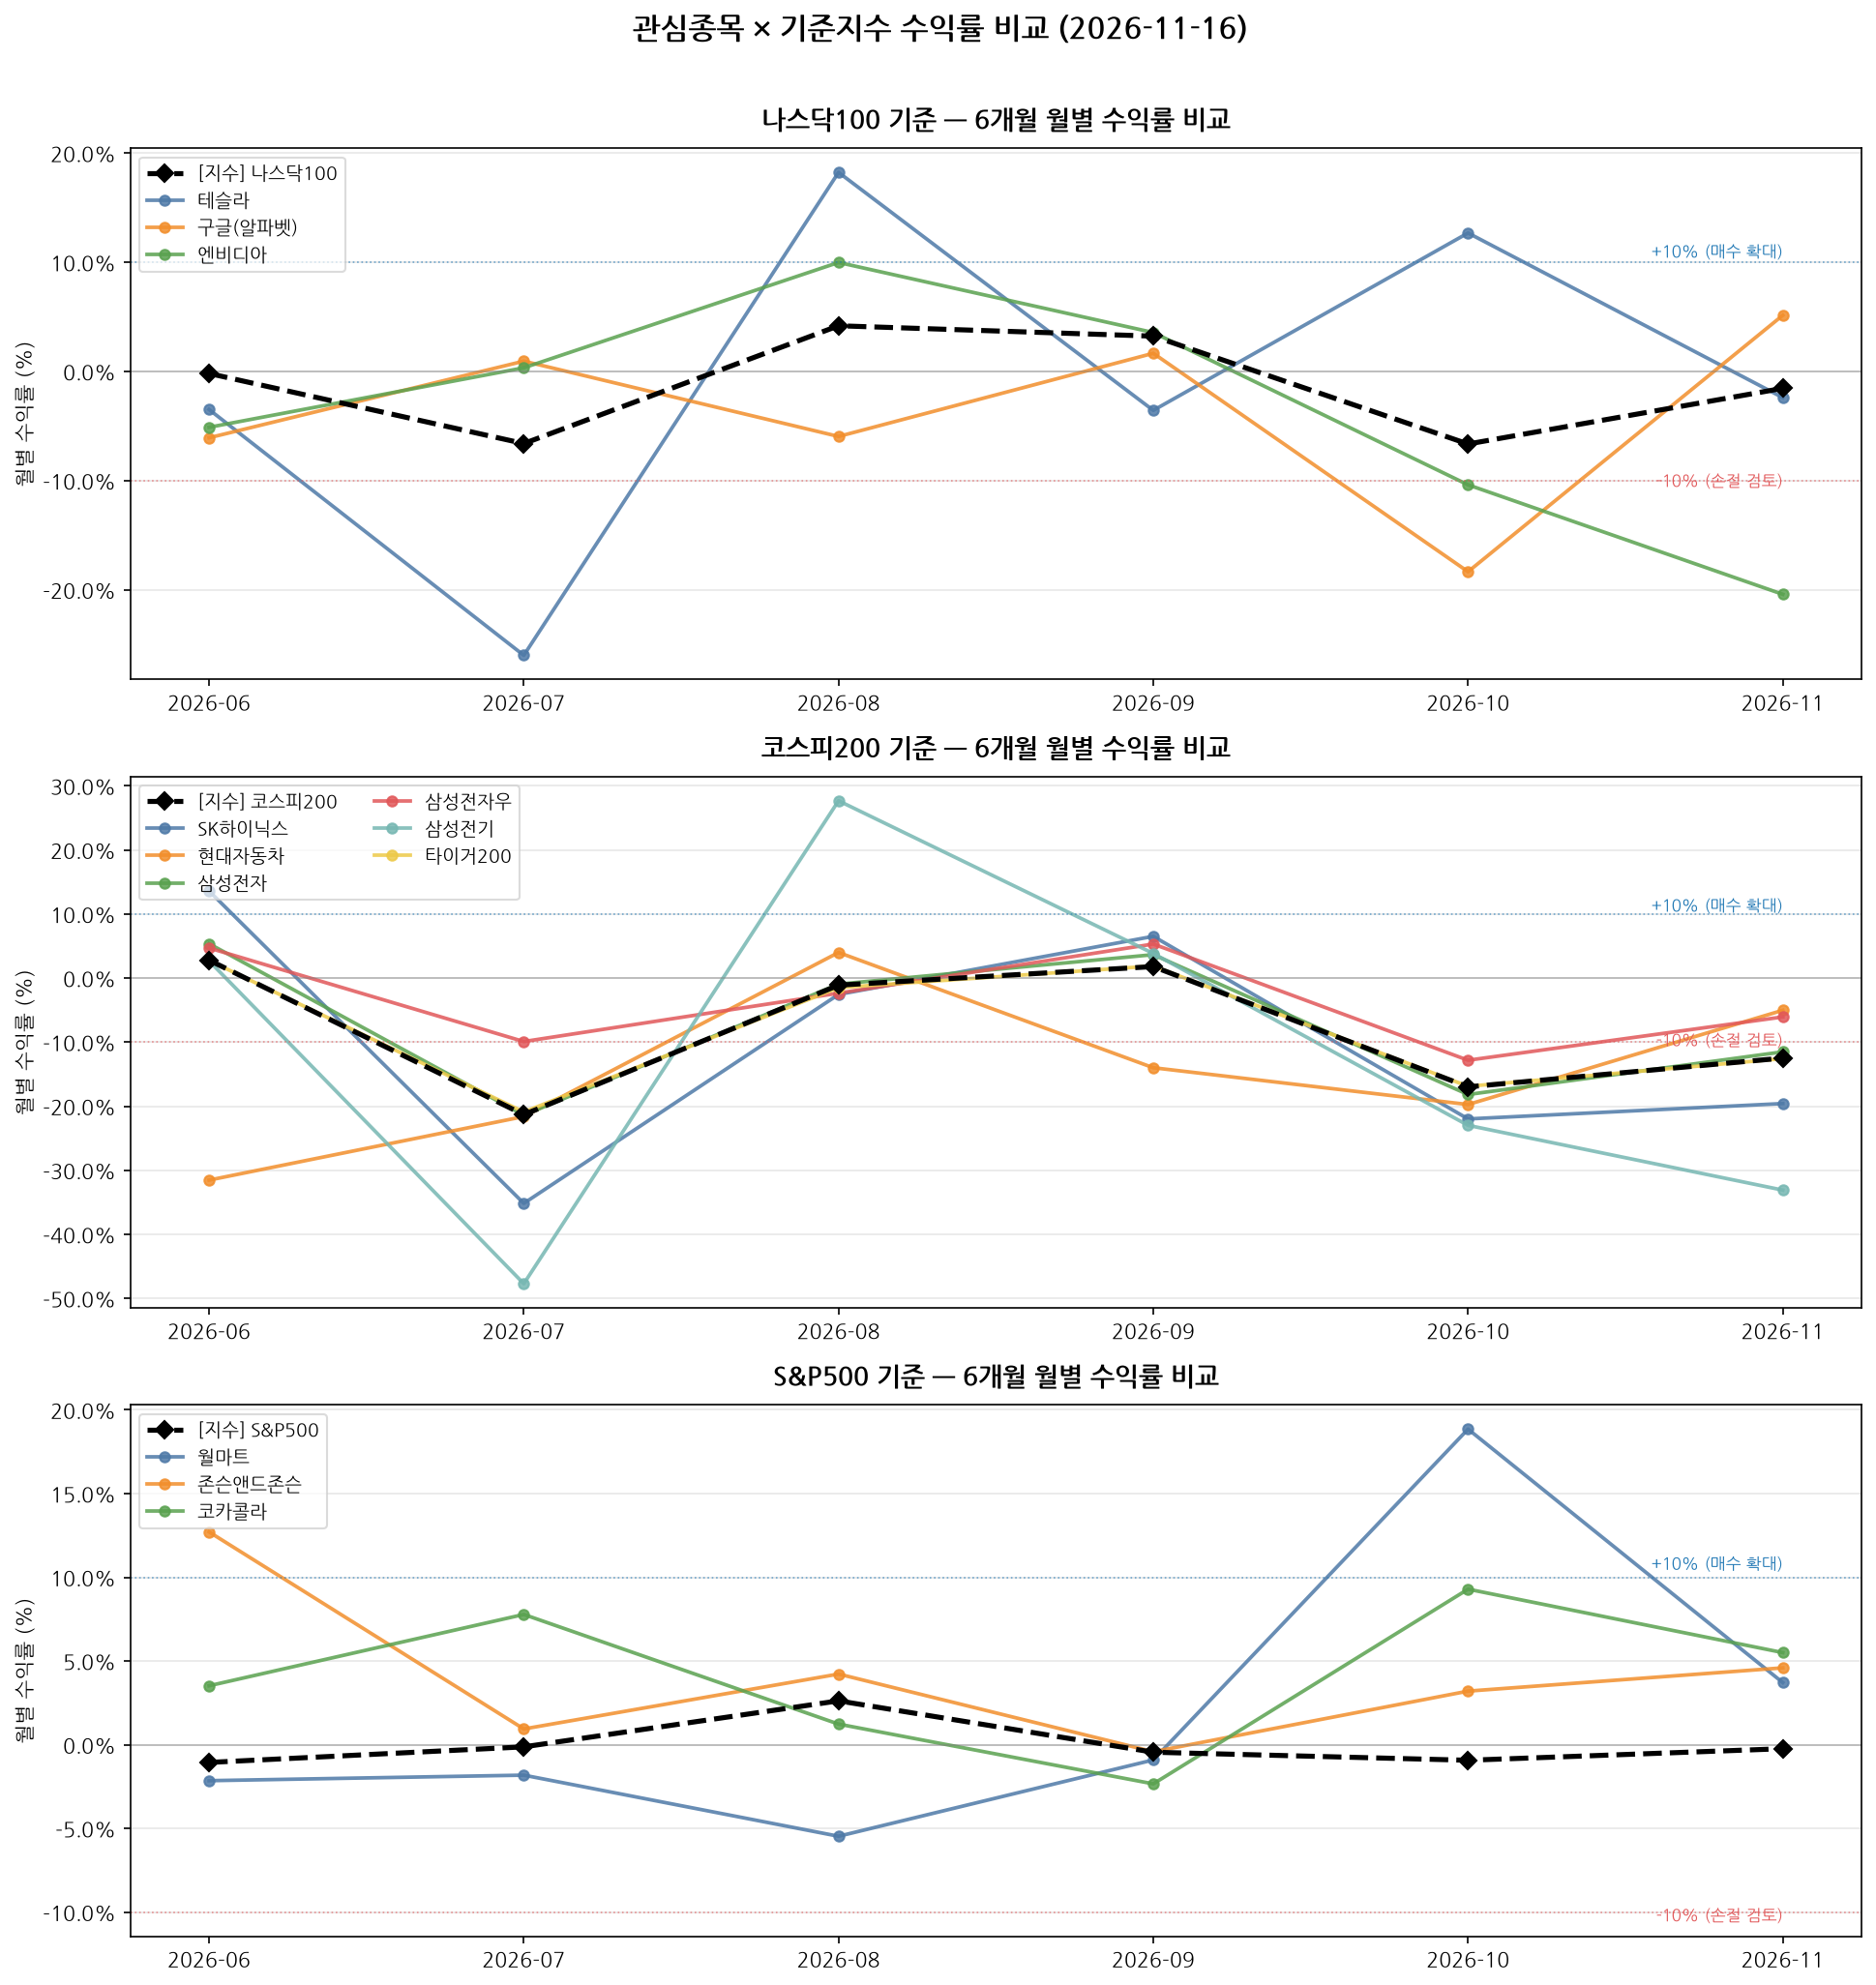 관심종목 × 기준지수 수익률 비교 (2026-11-16)
나스닥100 기준 — 6개월 월별 수익률 비교
월별 수익률 (%)
20.0%
10.0%
0.0%
-10.0%
-20.0%
[지수] 나스닥100
테슬라
구글(알파벳)
엔비디아
+10% (매수 확대)
-10% (손절 검토)
2026-06 2026-07 2026-08 2026-09 2026-10 2026-11
코스피200 기준 — 6개월 월별 수익률 비교
월별 수익률 (%)
30.0%
20.0%
10.0%
0.0%
-10.0%
-20.0%
-30.0%
-40.0%
-50.0%
[지수] 코스피200
SK하이닉스
현대자동차
삼성전자
삼성전자우
삼성전기
타이거200
+10% (매수 확대)
-10% (손절 검토)
2026-06 2026-07 2026-08 2026-09 2026-10 2026-11
S&P500 기준 — 6개월 월별 수익률 비교
월별 수익률 (%)
20.0%
15.0%
10.0%
5.0%
0.0%
-5.0%
-10.0%
[지수] S&P500
월마트
존슨앤드존슨
코카콜라
+10% (매수 확대)
-10% (손절 검토)
2026-06 2026-07 2026-08 2026-09 2026-10 2026-11